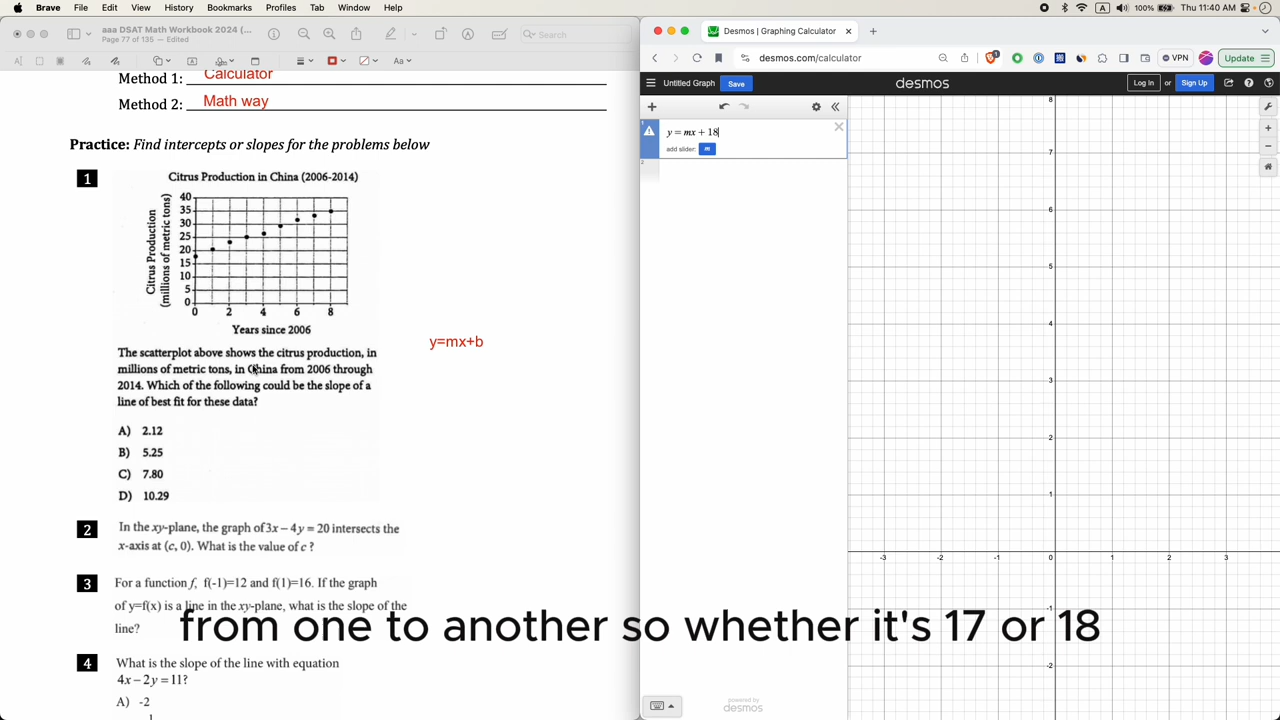 Brave File Edit View History Bookmarks Profiles Tab Window Help
A 100% Thu 11:40 AM
aaa DSAT Math Workbook 2024 (...
Page 77 of 135 — Edited
Search
Desmos | Graphing Calculator
desmos.com/calculator
VPN
Update
Untitled Graph Save
desmos
Log In or Sign Up
Method 1: Calculator
Method 2: Math way
Practice: Find intercepts or slopes for the problems below
1
Citrus Production in China (2006-2014)
Citrus Production
(millions of metric tons)
40
35
30
25
20
15
10
5
0
0 2 4 6 8
Years since 2006
The scatterplot above shows the citrus production, in
millions of metric tons, in China from 2006 through
2014. Which of the following could be the slope of a
line of best fit for these data?
A) 2.12
B) 5.25
C) 7.80
D) 10.29
y=mx+b
2
In the xy-plane, the graph of 3x – 4y = 20 intersects the
x-axis at (c, 0). What is the value of c ?
3
For a function f, f(-1)=12 and f(1)=16. If the graph
of y=f(x) is a line in the xy-plane, what is the slope of the
line?
4
What is the slope of the line with equation
4x – 2y = 11?
A) -2
1
1
y = mx + 18
add slider: m
2
8
7
6
5
4
3
2
1
-3 -2 -1 0 1 2 3
-1
-2
powered by
desmos
from one to another so whether it's 17 or 18